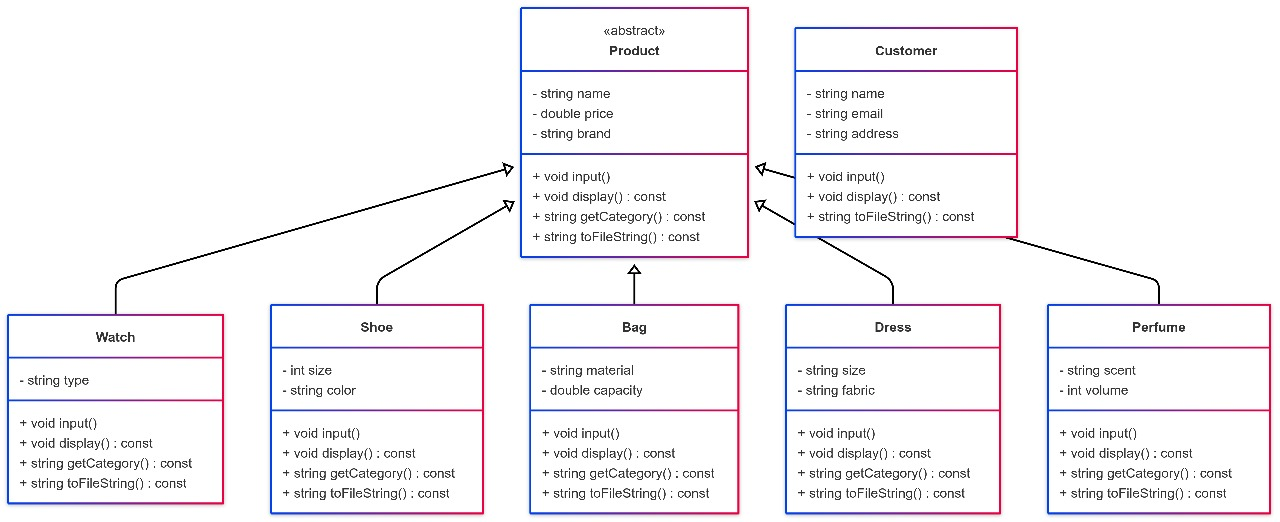 «abstract»
Product
- string name
- double price
- string brand
+ void input()
+ void display() : const
+ string getCategory() : const
+ string toFileString() : const
Customer
- string name
- string email
- string address
+ void input()
+ void display() : const
+ string toFileString() : const
Watch
- string type
+ void input()
+ void display() : const
+ string getCategory() : const
+ string toFileString() : const
Shoe
- int size
- string color
+ void input()
+ void display() : const
+ string getCategory() : const
+ string toFileString() : const
Bag
- string material
- double capacity
+ void input()
+ void display() : const
+ string getCategory() : const
+ string toFileString() : const
Dress
- string size
- string fabric
+ void input()
+ void display() : const
+ string getCategory() : const
+ string toFileString() : const
Perfume
- string scent
- int volume
+ void input()
+ void display() : const
+ string getCategory() : const
+ string toFileString() : const